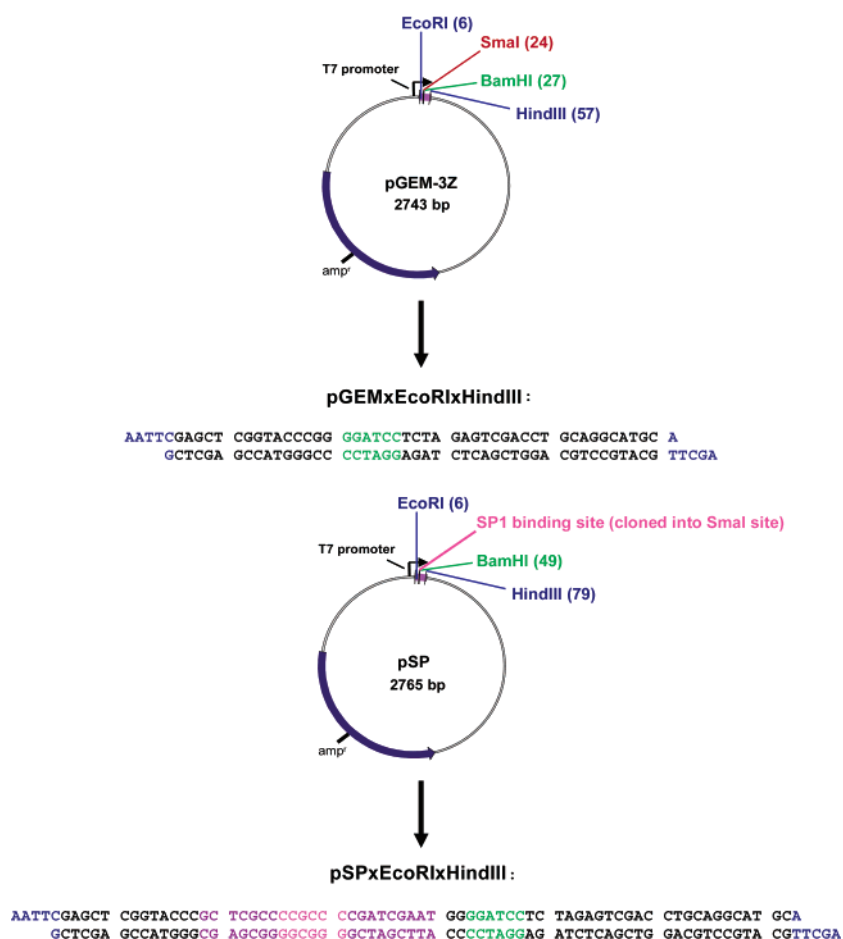 EcoRI (6)
SmaI (24)
T7 promoter
BamHI (27)
HindIII (57)
pGEM-3Z
2743 bp
ampʳ
pGEMxEcoRIxHindIII:
AATTCGAGCT CGGTACCCGG GGATCCTCTA GAGTCGACCT GCAGGCATGC A
GCTCGA GCCATGGGCC CCTAGGAGAT CTCAGCTGGA CGTCCGTACG TTCGA
EcoRI (6)
SP1 binding site (cloned into SmaI site)
T7 promoter
BamHI (49)
HindIII (79)
pSP
2765 bp
ampʳ
pSPxEcoRIxHindIII:
AATTCGAGCT CGGTACCCGC TCGCCCCGCC CCGATCGAAT GGGGATCCTC TAGAGTCGAC CTGCAGGCAT GCA
GCTCGA GCCATGGGCG AGCGGGGCGG GGCTAGCTTA CCCCTAGGAG ATCTCAGCTG GACGTCCGTA CGTTCGA